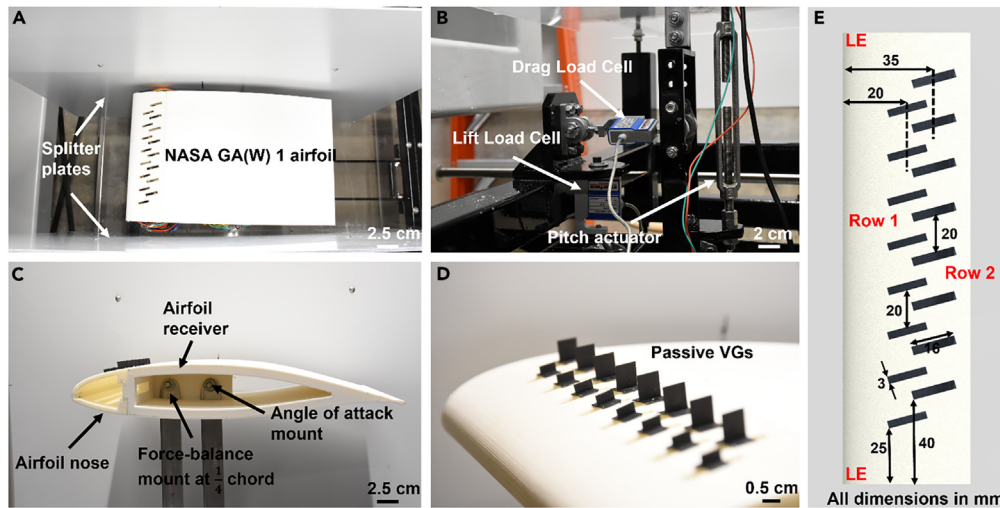 A
Splitter
plates
NASA GA(W) 1 airfoil
2.5 cm
B
Drag Load Cell
Lift Load Cell
Pitch actuator
2 cm
C
Airfoil
receiver
Angle of attack
mount
Airfoil nose
Force-balance
mount at 1/4 chord
2.5 cm
D
Passive VGs
0.5 cm
E
LE
35
20
Row 1
20
Row 2
20
16
3
25
40
LE
All dimensions in mm